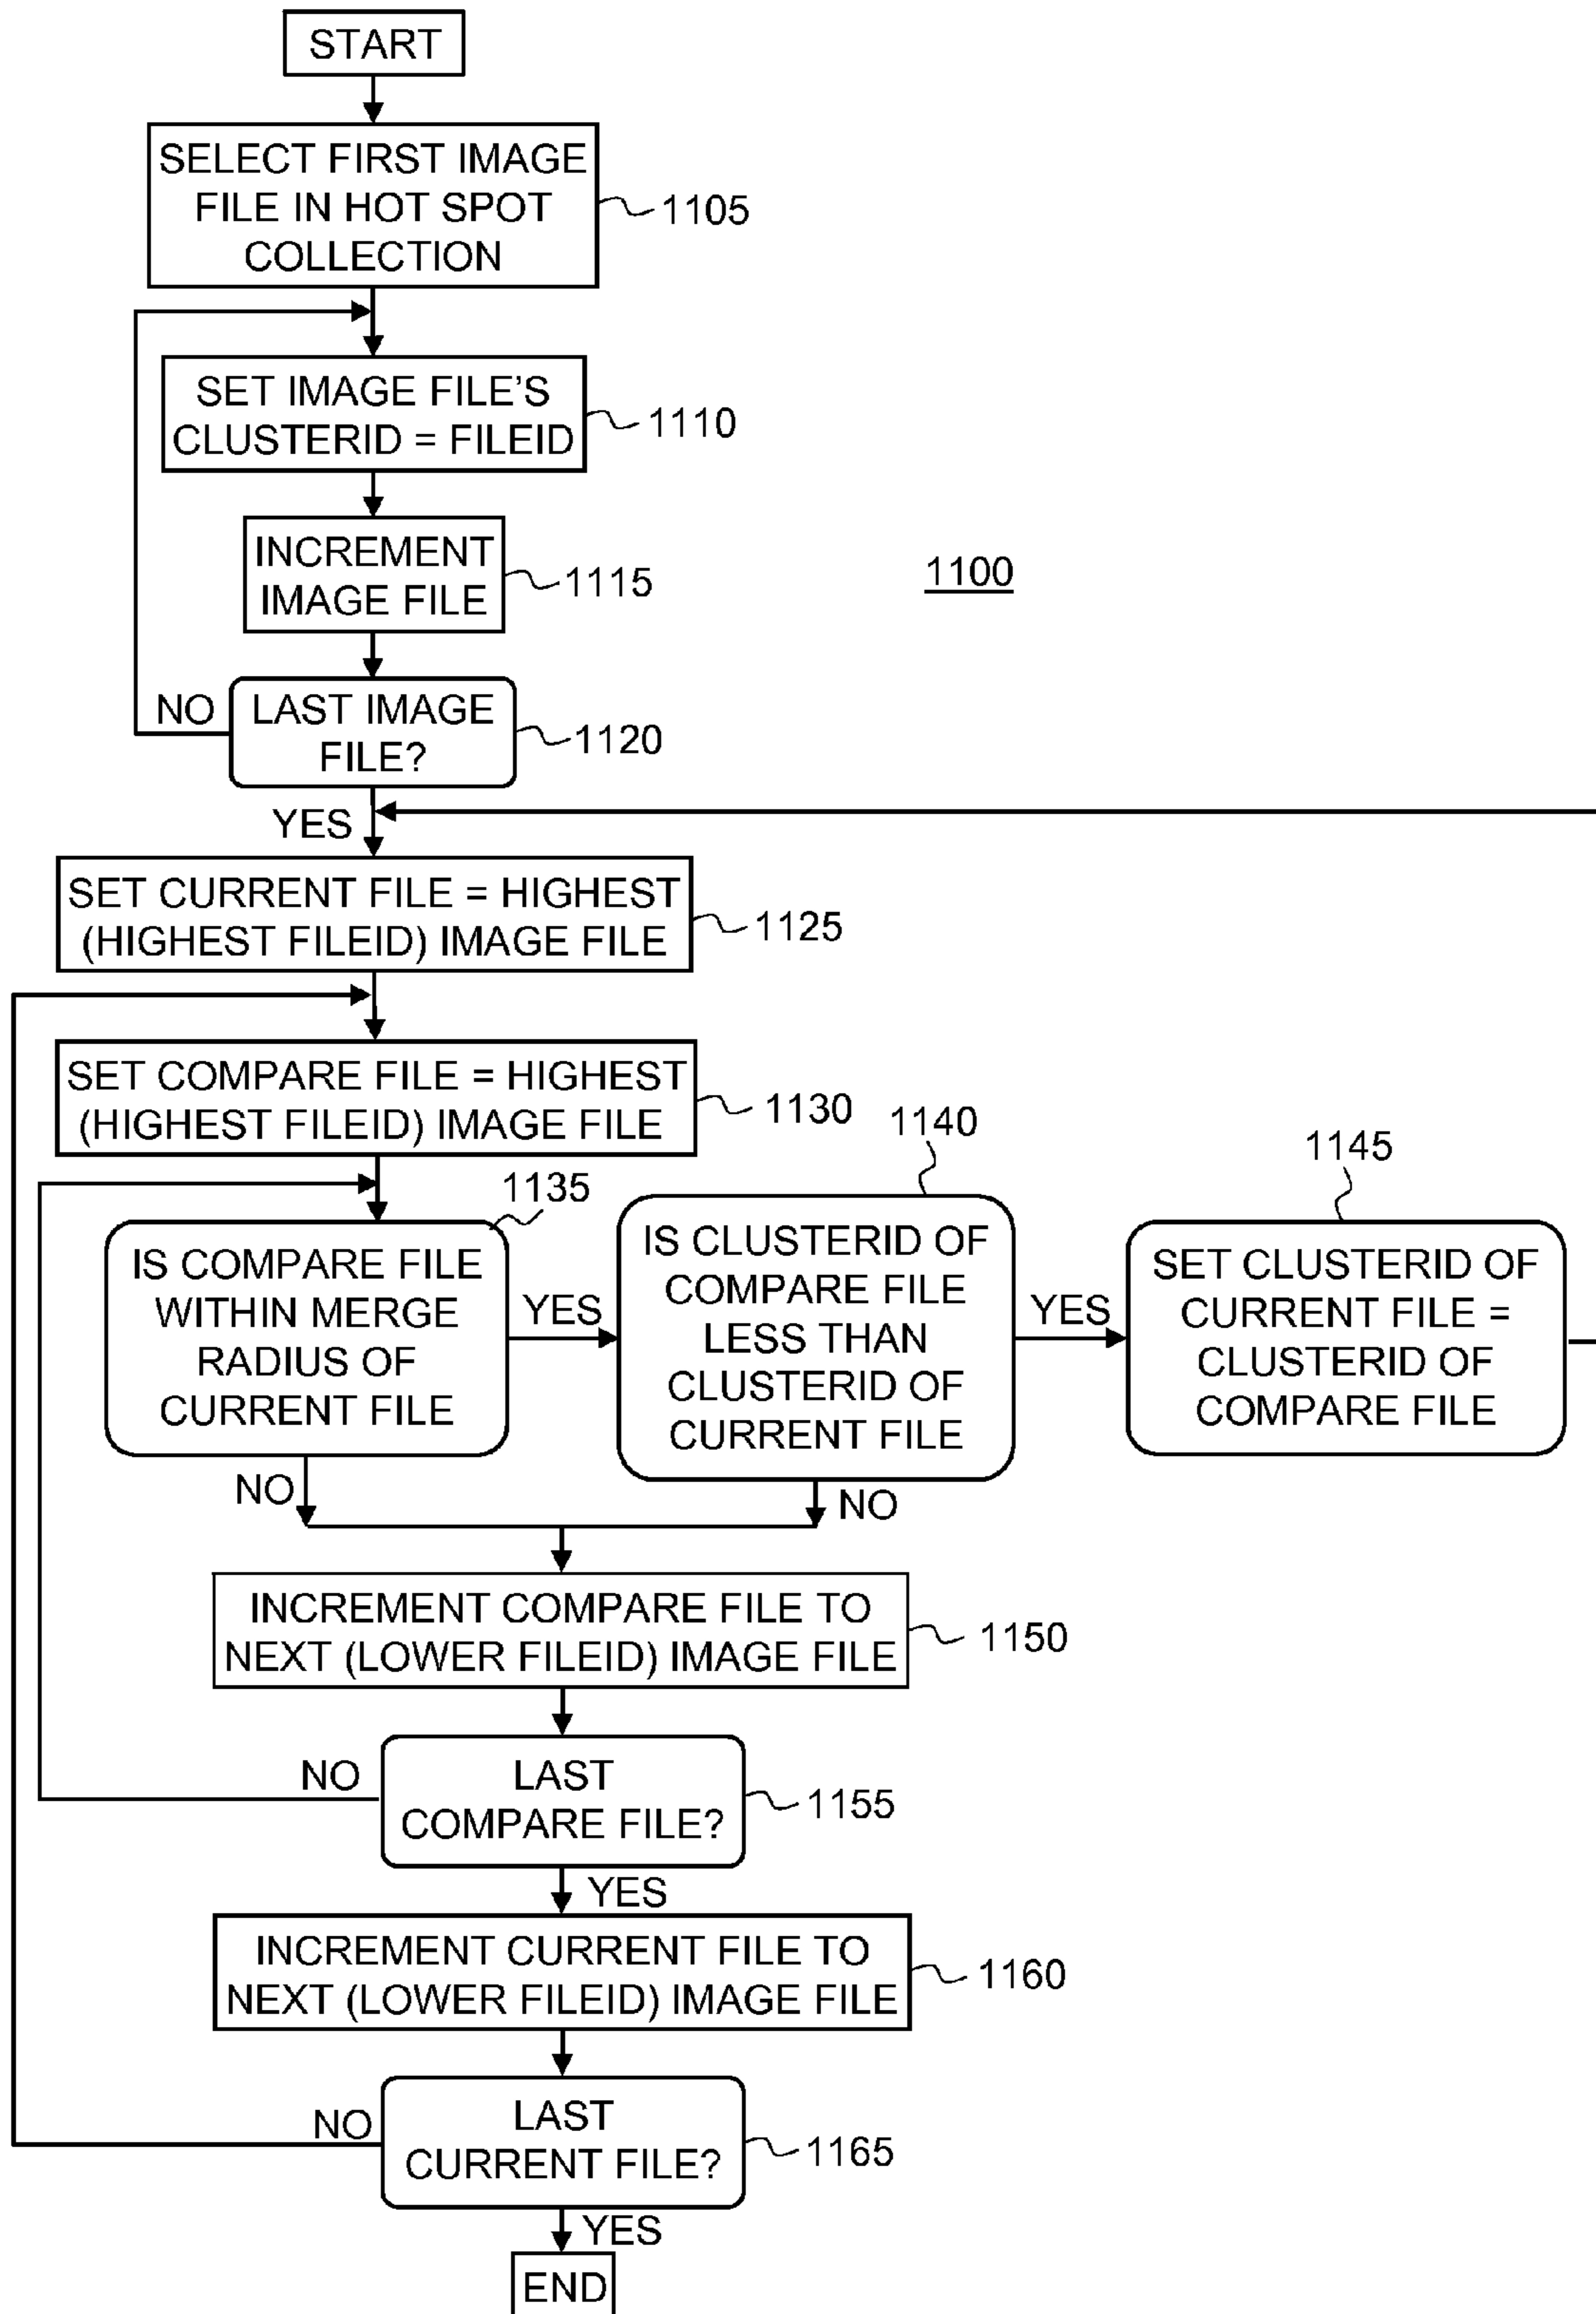 START
SELECT FIRST IMAGE
FILE IN HOT SPOT
COLLECTION
1105
SET IMAGE FILE'S
CLUSTERID = FILEID
1110
INCREMENT
IMAGE FILE
1115
1100
LAST IMAGE
FILE?
1120
NO
YES
SET CURRENT FILE = HIGHEST
(HIGHEST FILEID) IMAGE FILE
1125
SET COMPARE FILE = HIGHEST
(HIGHEST FILEID) IMAGE FILE
1130
1135
IS COMPARE FILE
WITHIN MERGE
RADIUS OF
CURRENT FILE
YES
NO
1140
IS CLUSTERID OF
COMPARE FILE
LESS THAN
CLUSTERID OF
CURRENT FILE
YES
NO
1145
SET CLUSTERID OF
CURRENT FILE =
CLUSTERID OF
COMPARE FILE
INCREMENT COMPARE FILE TO
NEXT (LOWER FILEID) IMAGE FILE
1150
LAST
COMPARE FILE?
1155
NO
YES
INCREMENT CURRENT FILE TO
NEXT (LOWER FILEID) IMAGE FILE
1160
LAST
CURRENT FILE?
1165
NO
YES
END